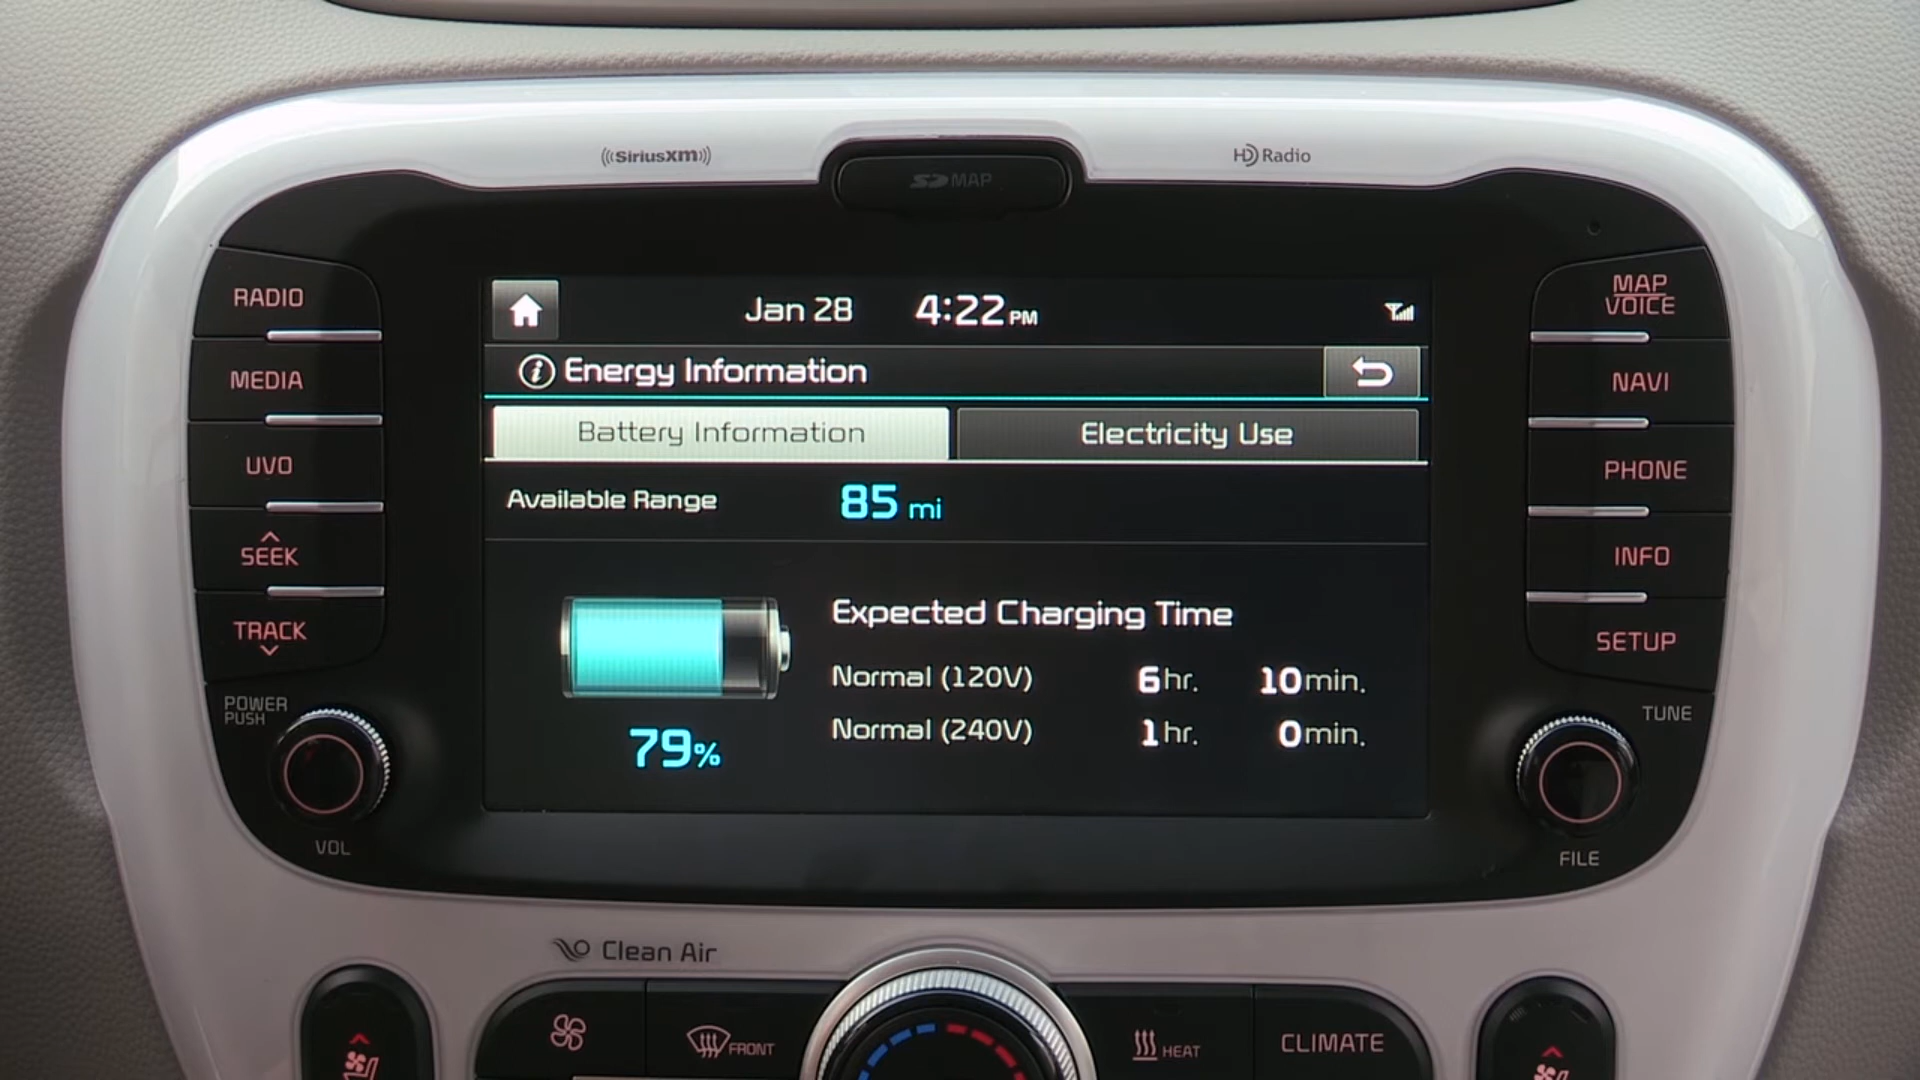 ((SiriusXM))
HD Radio
SD MAP
RADIO
MEDIA
UVO
SEEK
TRACK
POWER
PUSH
VOL
Jan 28 4:22 PM
Energy Information
Battery Information Electricity Use
Available Range 85 mi
Expected Charging Time
Normal (120V) 6 hr. 10 min.
Normal (240V) 1 hr. 0 min.
79%
MAP
VOICE
NAVI
PHONE
INFO
SETUP
TUNE
FILE
Clean Air
FRONT
HEAT
CLIMATE